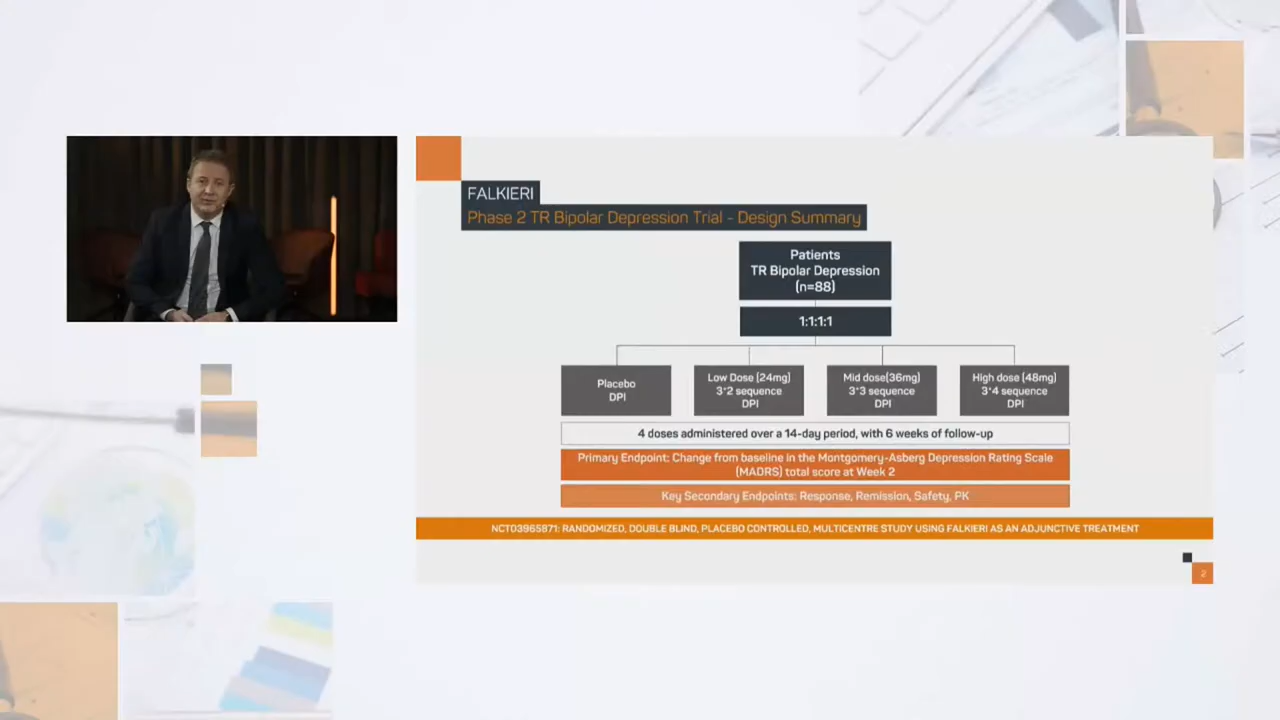 FALKIERI
Phase 2 TR Bipolar Depression Trial - Design Summary
Patients
TR Bipolar Depression
(n=88)
1:1:1:1
Placebo
DPI
Low Dose (24mg)
3*2 sequence
DPI
Mid dose(36mg)
3*3 sequence
DPI
High dose (48mg)
3*4 sequence
DPI
4 doses administered over a 14-day period, with 6 weeks of follow-up
Primary Endpoint: Change from baseline in the Montgomery-Asberg Depression Rating Scale
(MADRS) total score at Week 2
Key Secondary Endpoints: Response, Remission, Safety, PK
NCT03965871: RANDOMIZED, DOUBLE BLIND, PLACEBO CONTROLLED, MULTICENTRE STUDY USING FALKIERI AS AN ADJUNCTIVE TREATMENT
2